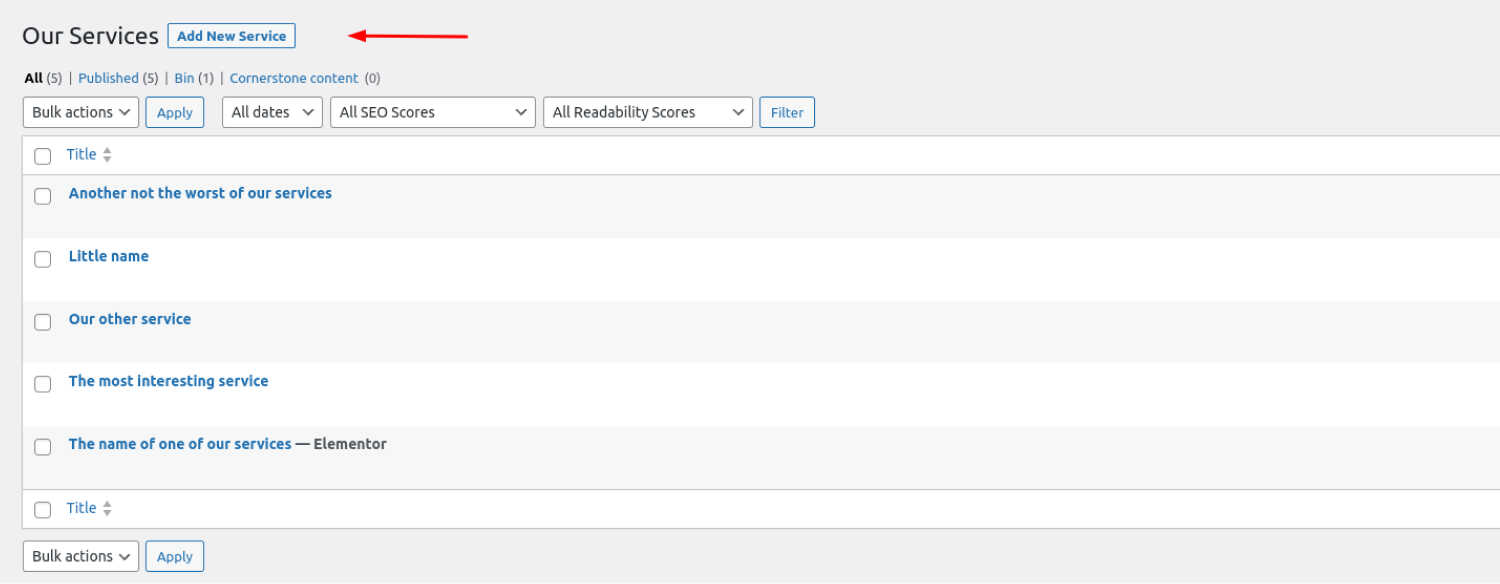 Our Services Add New Service
All (5) | Published (5) | Bin (1) | Cornerstone content (0)
Bulk actions Apply All dates All SEO Scores All Readability Scores Filter
Title
Another not the worst of our services
Little name
Our other service
The most interesting service
The name of one of our services — Elementor
Title
Bulk actions Apply